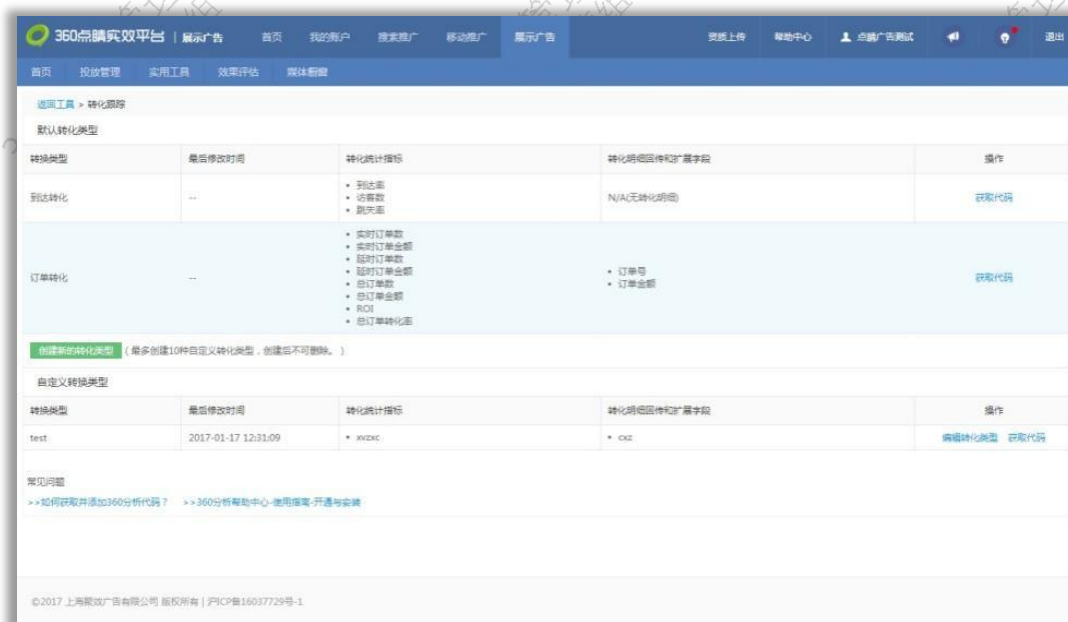 360点睛实效平台 | 展示广告 首页 我的账户 搜索推广 移动推广 展示广告 资质上传 帮助中心 点睛广告测试 退出
首页 投放管理 实用工具 效果评估 媒体橱窗
返回工具 > 转化跟踪
默认转化类型
转换类型 最后修改时间 转化统计指标 转化明细回传和扩展字段 操作
到达转化 -- • 到达率 N/A(无转化明细) 获取代码
• 访客数
• 跳失率
订单转化 -- • 实时订单数 • 订单号 获取代码
• 实时订单金额 • 订单金额
• 延时订单数
• 延时订单金额
• 总订单数
• 总订单金额
• ROI
• 总订单转化率
创建新的转化类型 ( 最多创建10种自定义转化类型，创建后不可删除。 )
自定义转换类型
转换类型 最后修改时间 转化统计指标 转化明细回传和扩展字段 操作
test 2017-01-17 12:31:09 • xvzxc • cxz 编辑转化类型 获取代码
常见问题
>>如何获取并添加360分析代码？ >>360分析帮助中心-使用指南-开通与安装
©2017 上海聚效广告有限公司 版权所有 | 沪ICP备16037729号-1